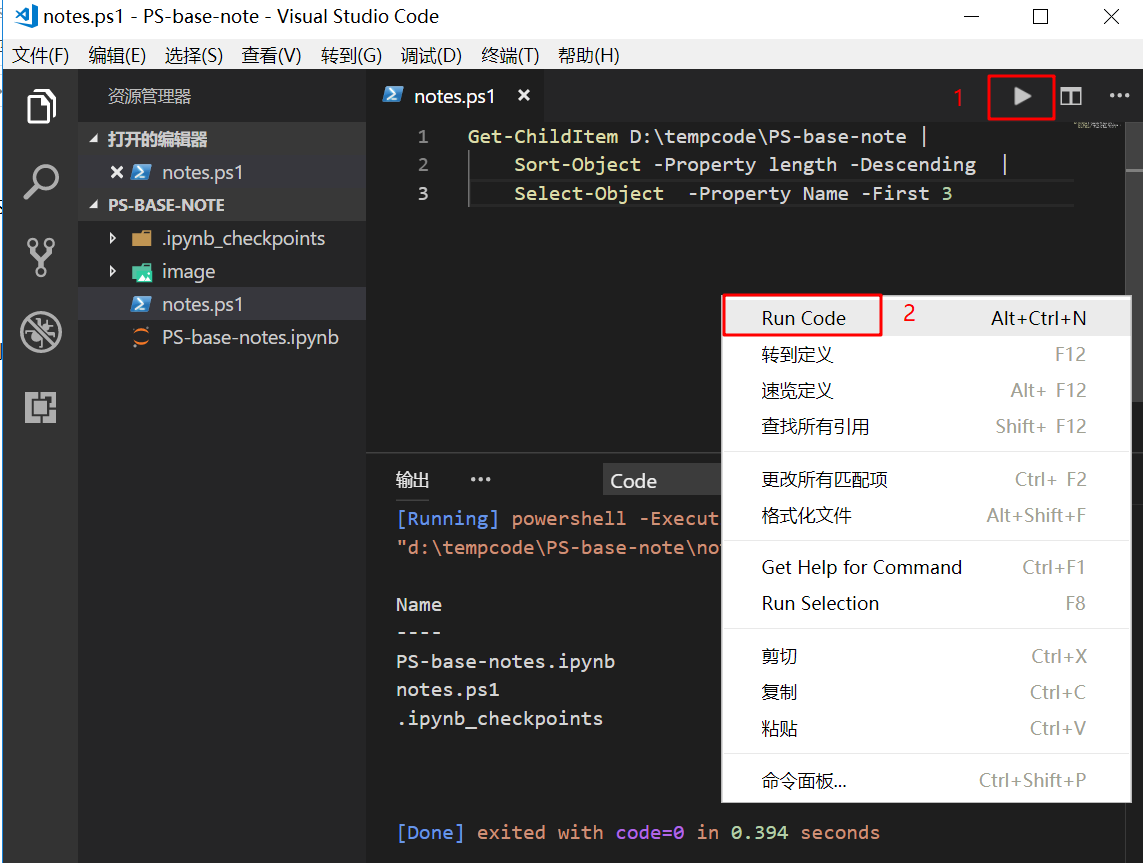 notes.ps1 - PS-base-note - Visual Studio Code
文件(F) 编辑(E) 选择(S) 查看(V) 转到(G) 调试(D) 终端(T) 帮助(H)
资源管理器
打开的编辑器
notes.ps1
PS-BASE-NOTE
.ipynb_checkpoints
image
notes.ps1
PS-base-notes.ipynb
notes.ps1
1
1 Get-ChildItem D:\tempcode\PS-base-note |
2 Sort-Object -Property length -Descending |
3 Select-Object -Property Name -First 3
Run Code Alt+Ctrl+N
2
转到定义 F12
速览定义 Alt+ F12
查找所有引用 Shift+ F12
更改所有匹配项 Ctrl+ F2
格式化文件 Alt+Shift+F
Get Help for Command Ctrl+F1
Run Selection F8
剪切 Ctrl+X
复制 Ctrl+C
粘贴 Ctrl+V
命令面板... Ctrl+Shift+P
输出 ··· Code
[Running] powershell -Execut
"d:\tempcode\PS-base-note\no
Name
----
PS-base-notes.ipynb
notes.ps1
.ipynb_checkpoints
[Done] exited with code=0 in 0.394 seconds